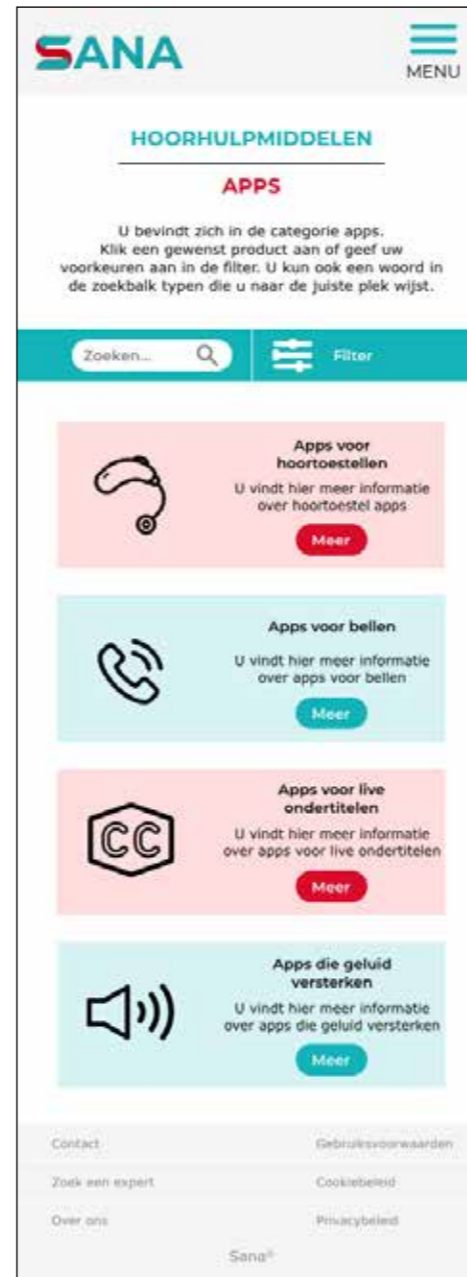 SANA
MENU
HOORHULPMIDDELEN
APPS
U bevindt zich in de categorie apps.
Klik een gewenst product aan of geef uw
voorkeuren aan in de filter. U kun ook een woord in
de zoekbalk typen die u naar de juiste plek wijst.
Zoeken...
Filter
Apps voor
hoortoestellen
U vindt hier meer informatie
over hoortoestel apps
Meer
Apps voor bellen
U vindt hier meer informatie
over apps voor bellen
Meer
CC
Apps voor live
ondertitelen
U vindt hier meer informatie
over apps voor live ondertitelen
Meer
Apps die geluid
versterken
U vindt hier meer informatie
over apps die geluid versterken
Meer
Contact
Gebruiksvoorwaarden
Zoek een expert
Cookiebeleid
Over ons
Privacybeleid
Sana®